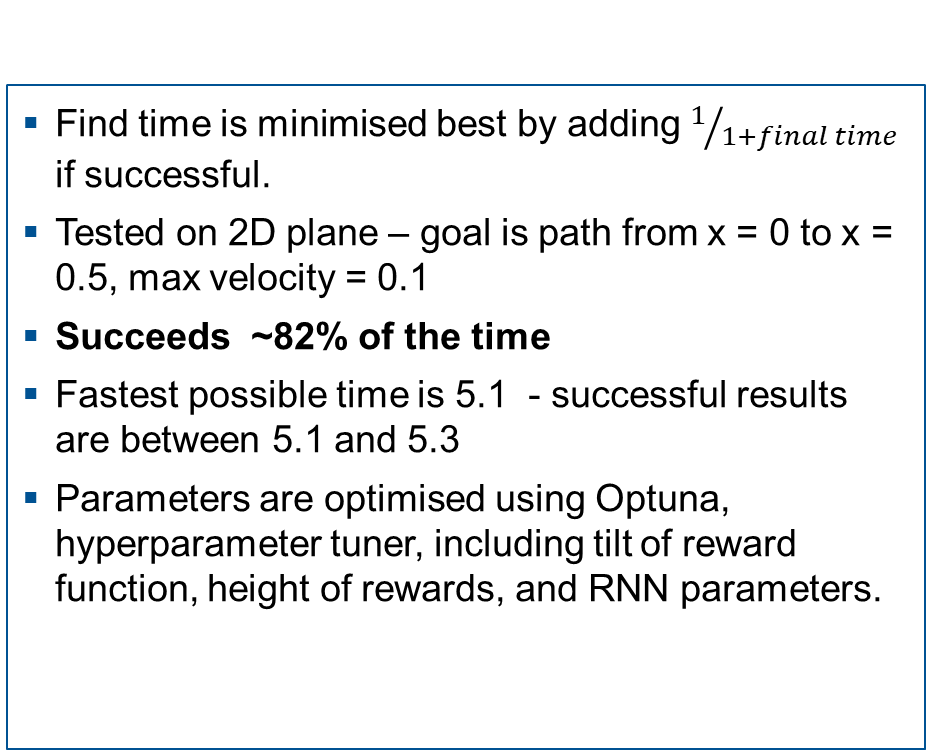 ▪ Find time is minimised best by adding 1/1+final time
if successful.
▪ Tested on 2D plane – goal is path from x = 0 to x =
0.5, max velocity = 0.1
▪ Succeeds  ~82% of the time
▪ Fastest possible time is 5.1  - successful results
are between 5.1 and 5.3
▪ Parameters are optimised using Optuna,
hyperparameter tuner, including tilt of reward
function, height of rewards, and RNN parameters.